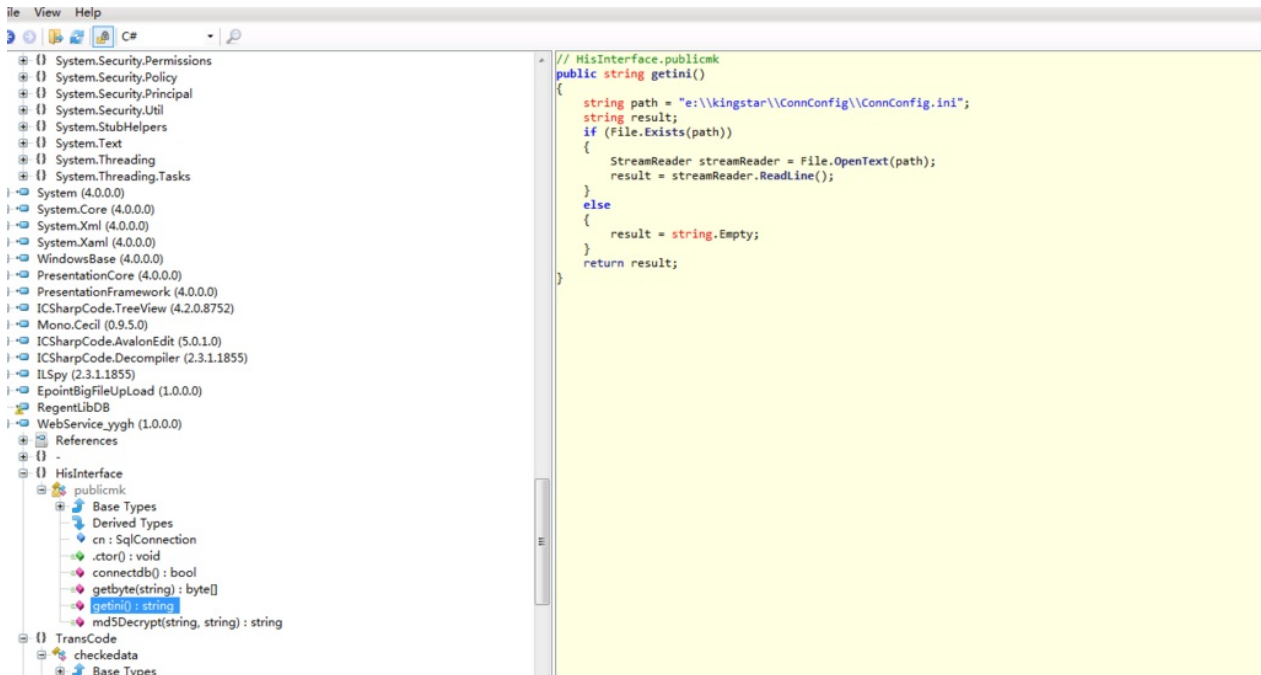 ile View Help
C#
System.Security.Permissions
System.Security.Policy
System.Security.Principal
System.Security.Util
System.StubHelpers
System.Text
System.Threading
System.Threading.Tasks
System (4.0.0.0)
System.Core (4.0.0.0)
System.Xml (4.0.0.0)
System.Xaml (4.0.0.0)
WindowsBase (4.0.0.0)
PresentationCore (4.0.0.0)
PresentationFramework (4.0.0.0)
ICSharpCode.TreeView (4.2.0.8752)
Mono.Cecil (0.9.5.0)
ICSharpCode.AvalonEdit (5.0.1.0)
ICSharpCode.Decompiler (2.3.1.1855)
ILSpy (2.3.1.1855)
EpointBigFileUpLoad (1.0.0.0)
RegentLibDB
WebService_yygh (1.0.0.0)
References
{} -
{} HisInterface
publicmk
Base Types
Derived Types
cn : SqlConnection
.ctor() : void
connectdb() : bool
getbyte(string) : byte[]
getini() : string
md5Decrypt(string, string) : string
{} TransCode
checkedata
Base Types
// HisInterface.publicmk
public string getini()
{
    string path = "e:\\kingstar\\ConnConfig\\ConnConfig.ini";
    string result;
    if (File.Exists(path))
    {
        StreamReader streamReader = File.OpenText(path);
        result = streamReader.ReadLine();
    }
    else
    {
        result = string.Empty;
    }
    return result;
}